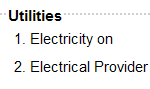 Utilities
1. Electricity on
2. Electrical Provider